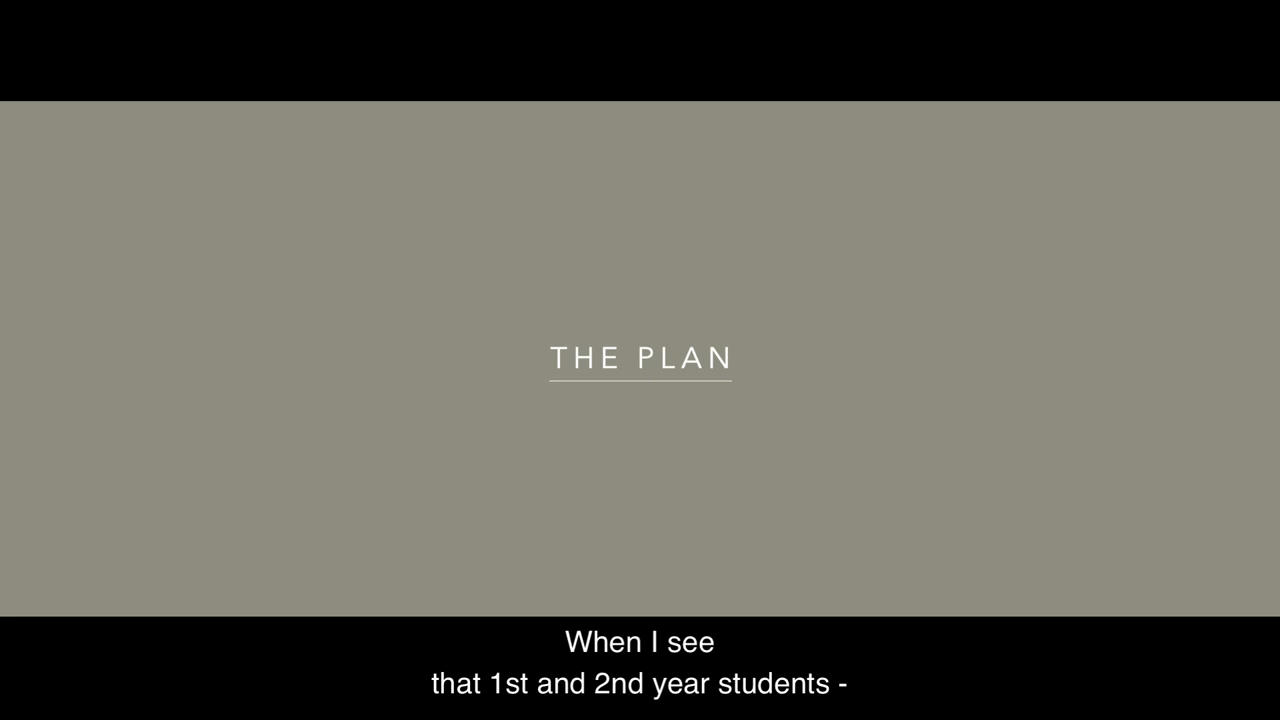 THE PLAN
When I see
that 1st and 2nd year students -